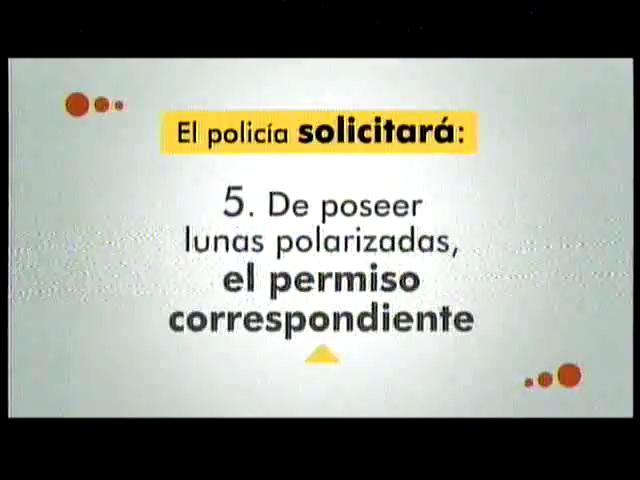 El policía solicitará:
5. De poseer
lunas polarizadas,
el permiso
correspondiente